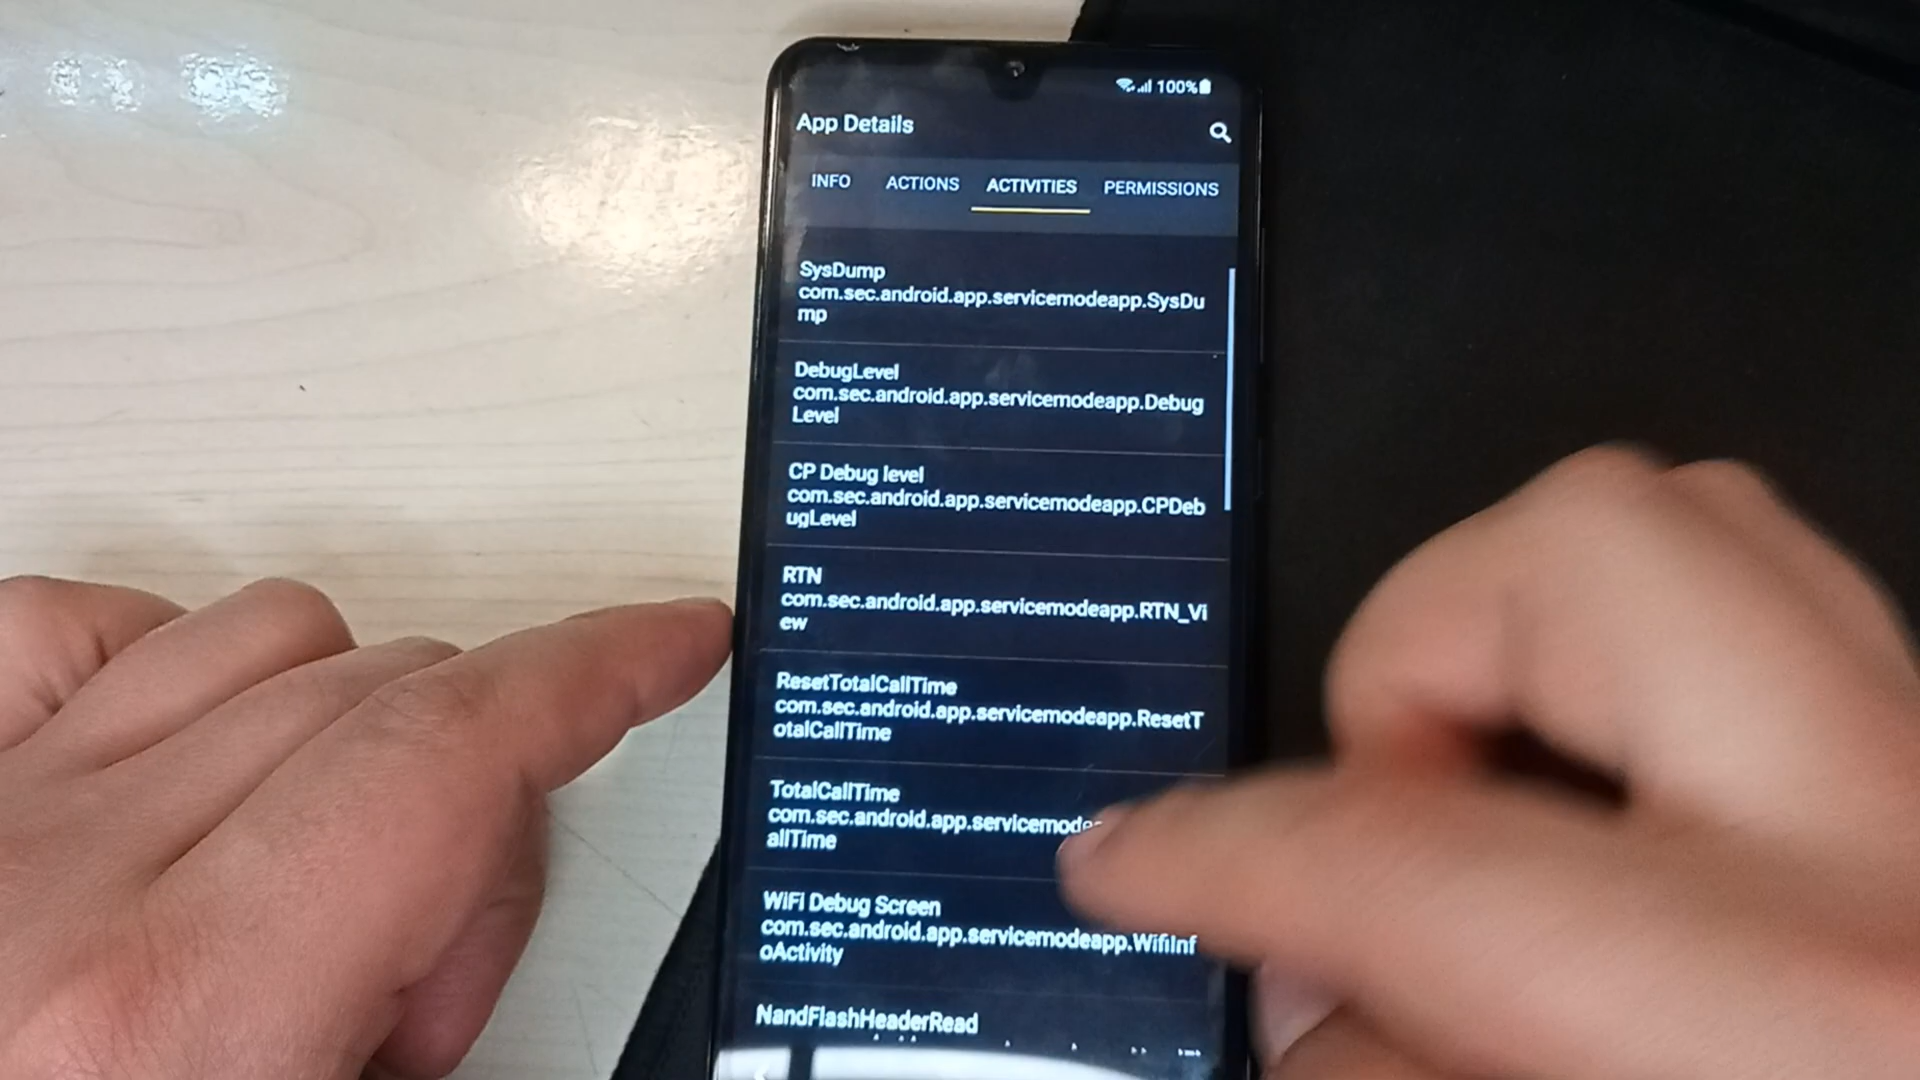 100%
App Details
INFO ACTIONS ACTIVITIES PERMISSIONS
SysDump
com.sec.android.app.servicemodeapp.SysDu
mp
DebugLevel
com.sec.android.app.servicemodeapp.Debug
Level
CP Debug level
com.sec.android.app.servicemodeapp.CPDeb
ugLevel
RTN
com.sec.android.app.servicemodeapp.RTN_Vi
ew
ResetTotalCallTime
com.sec.android.app.servicemodeapp.ResetT
otalCallTime
TotalCallTime
com.sec.android.app.servicemode
allTime
WiFi Debug Screen
com.sec.android.app.servicemodeapp.WifiInf
oActivity
NandFlashHeaderRead